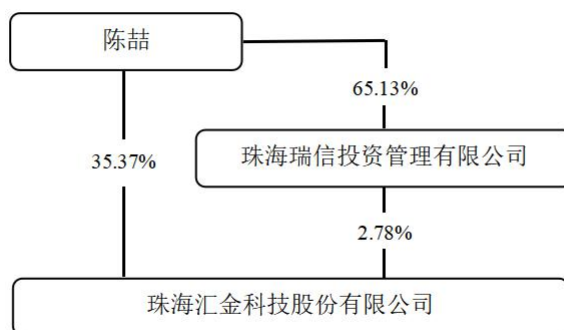 陈喆
65.13%
珠海瑞信投资管理有限公司
35.37%
2.78%
珠海汇金科技股份有限公司